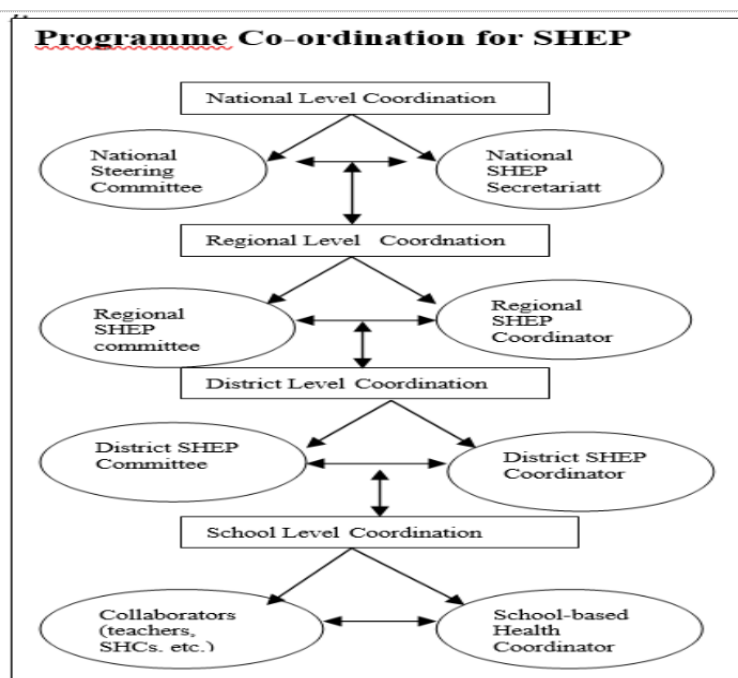 Programme Co-ordination for SHEP
National Level Coordination
National
Steering
Committee
National
SHEP
Secretariatt
Regional Level Coordnation
Regional
SHEP
committee
Regional
SHEP
Coordinator
District Level Coordination
District SHEP
Committee
District SHEP
Coordinator
School Level Coordination
Collaborators
(teachers,
SHCs. etc.)
School-based
Health
Coordinator